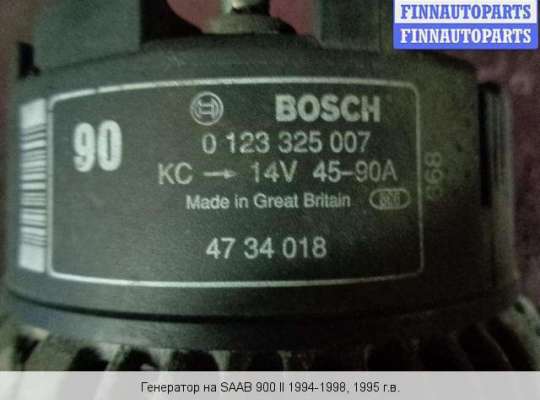 FINNAUTOPARTS
FINNAUTOPARTS
BOSCH
90
0 123 325 007
KC → 14V 45-90A
Made in Great Britain
868
47 34 018
Генератор на SAAB 900 II 1994-1998, 1995 г.в.